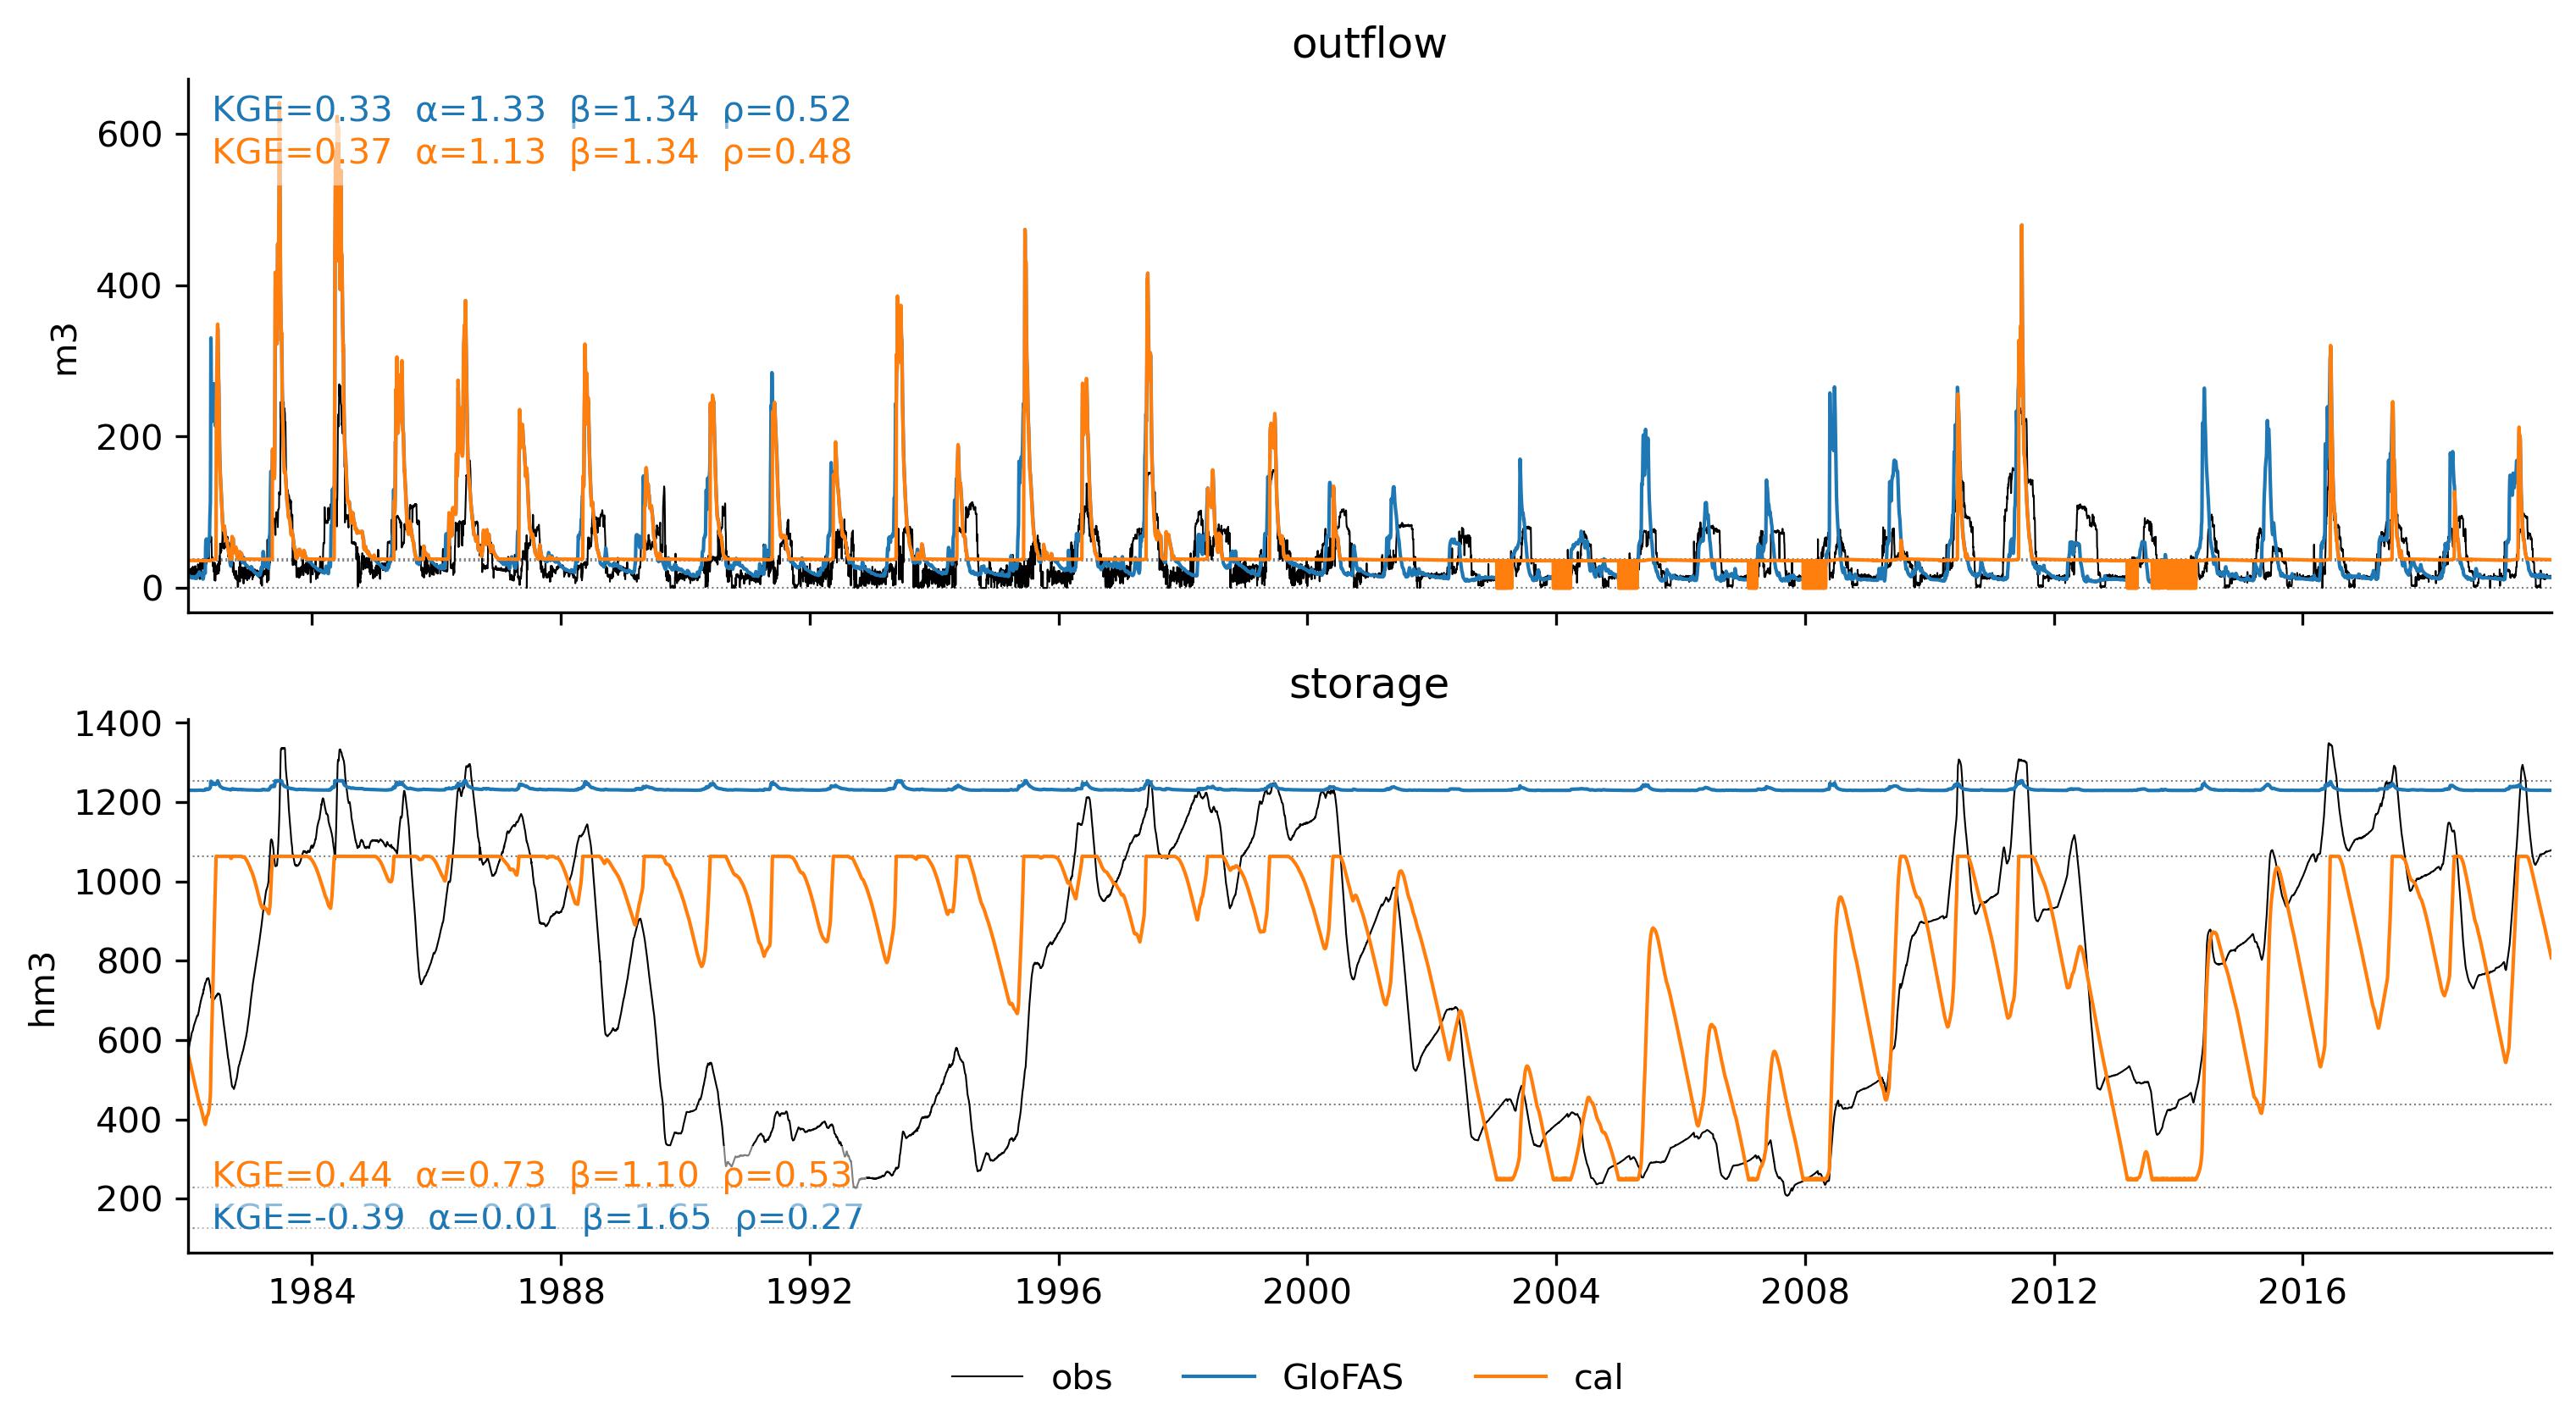 outflow
KGE=0.33 α=1.33 β=1.34 ρ=0.52
KGE=0.37 α=1.13 β=1.34 ρ=0.48
600
400
200
0
m3
storage
1400
1200
1000
800
600
400
200
hm3
KGE=0.44 α=0.73 β=1.10 ρ=0.53
KGE=-0.39 α=0.01 β=1.65 ρ=0.27
1984 1988 1992 1996 2000 2004 2008 2012 2016
obs GloFAS cal